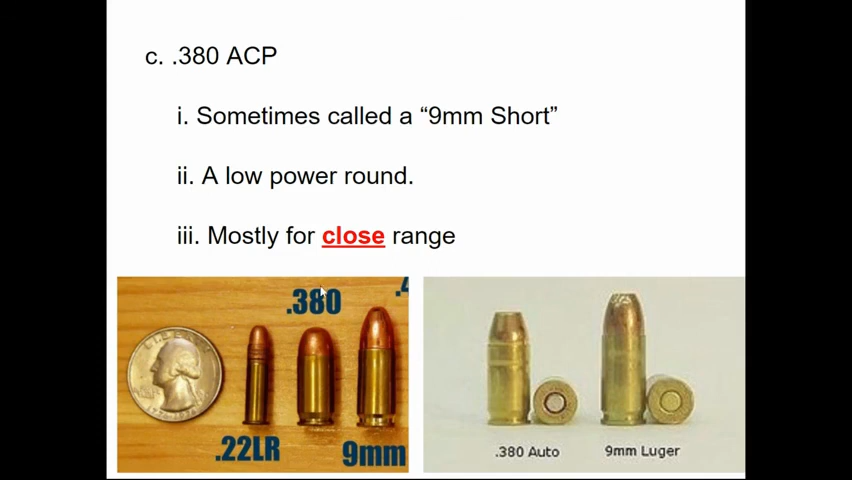 c. .380 ACP
i. Sometimes called a “9mm Short”
ii. A low power round.
iii. Mostly for close range
.380
.22LR
9mm
.380 Auto
9mm Luger